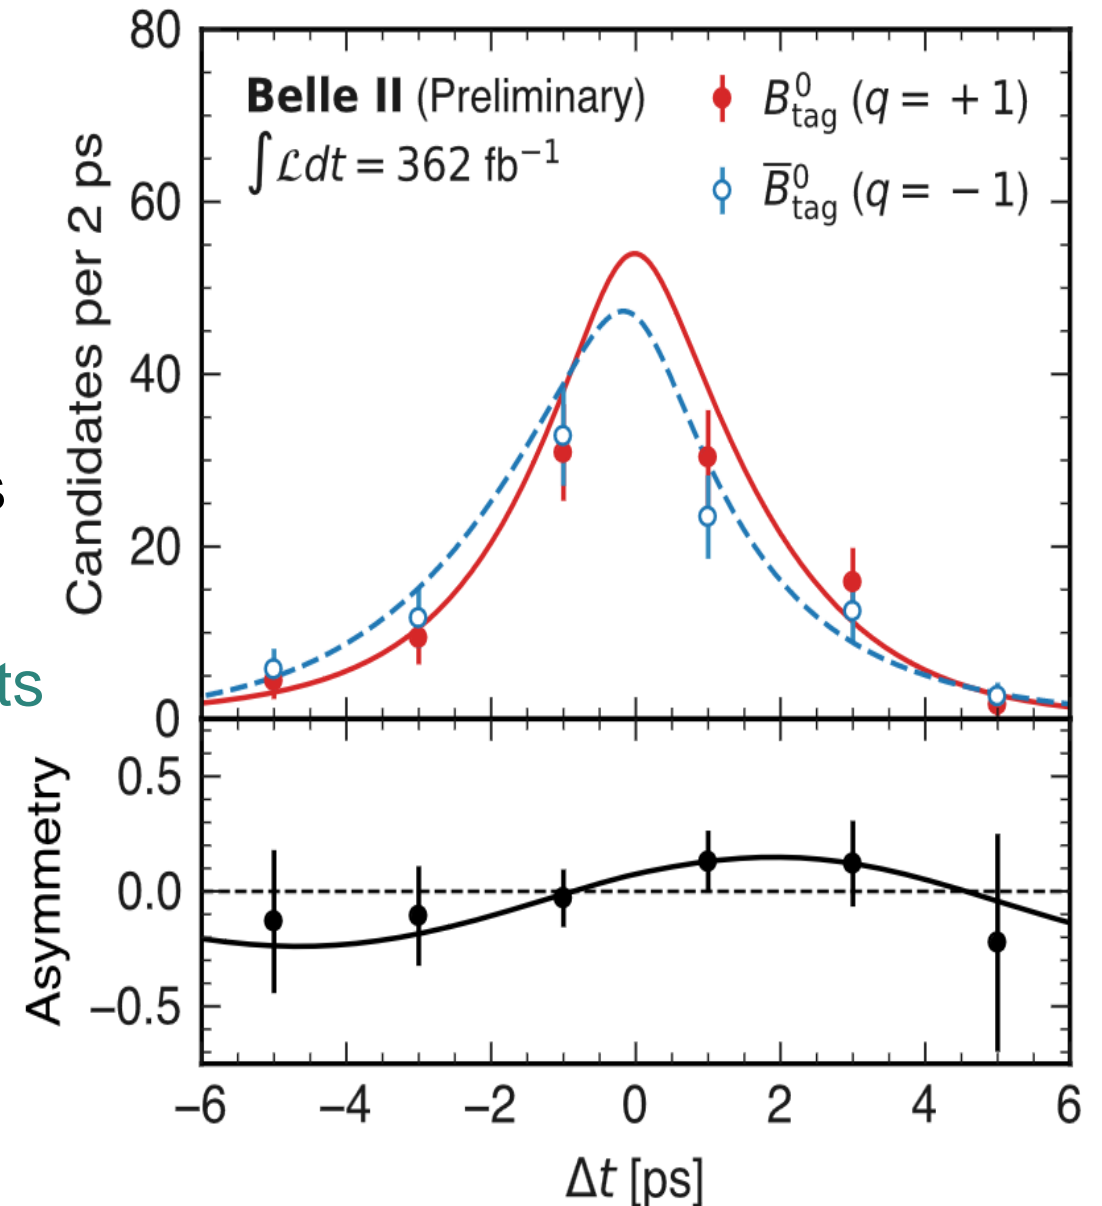 80
60
40
20
0
Candidates per 2 ps
Belle II (Preliminary)
∫ℒdt = 362 fb⁻¹
B⁰tag (q = + 1)
B̅⁰tag (q = − 1)
s
ts
0.5
0.0
−0.5
Asymmetry
−6 −4 −2 0 2 4 6
Δt [ps]